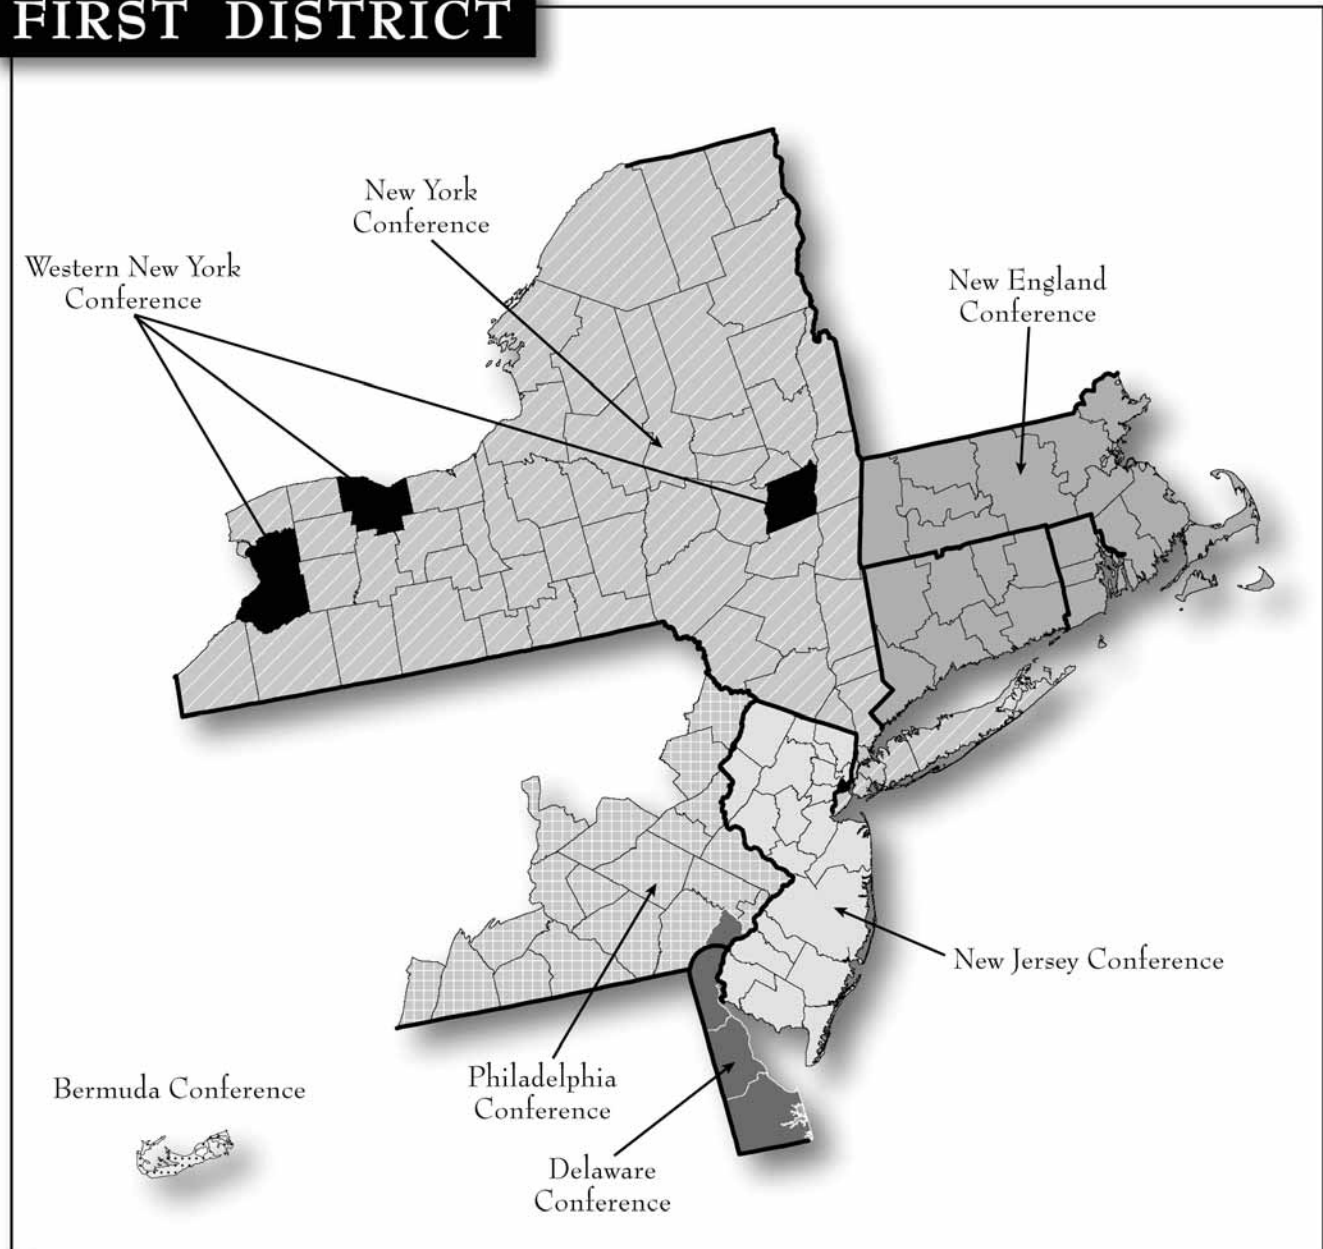 FIRST DISTRICT
New York
Conference
Western New York
Conference
New England
Conference
New Jersey Conference
Philadelphia
Conference
Bermuda Conference
Delaware
Conference